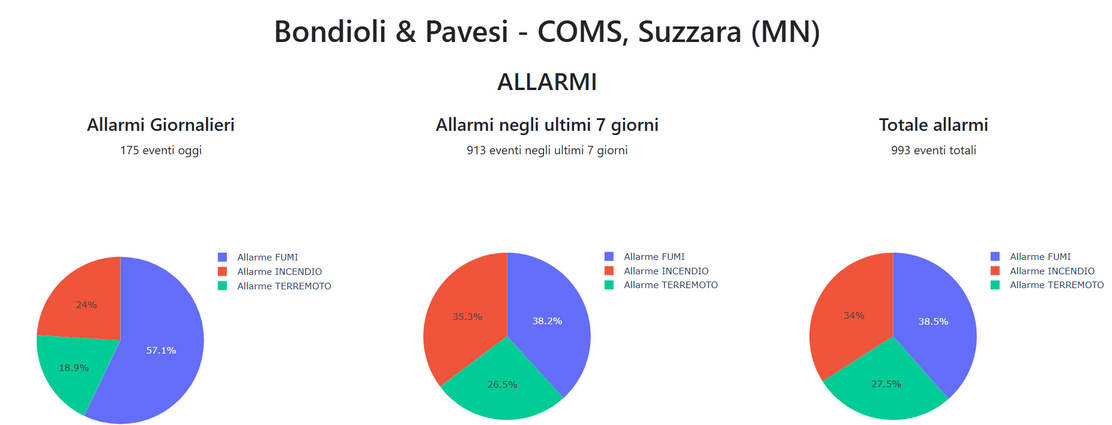 Bondioli & Pavesi - COMS, Suzzara (MN)
ALLARMI
Allarmi Giornalieri
175 eventi oggi
Allarme FUMI
Allarme INCENDIO
Allarme TERREMOTO
24%
57.1%
18.9%
Allarmi negli ultimi 7 giorni
913 eventi negli ultimi 7 giorni
Allarme FUMI
Allarme INCENDIO
Allarme TERREMOTO
35.3%
38.2%
26.5%
Totale allarmi
993 eventi totali
Allarme FUMI
Allarme INCENDIO
Allarme TERREMOTO
34%
38.5%
27.5%